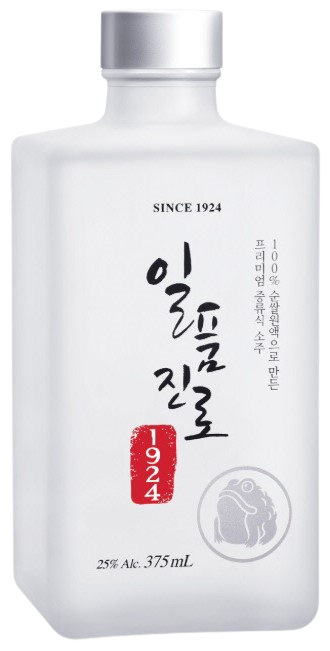 SINCE 1924
일품
진로
1924
100% 순쌀원액으로 만든
프리미엄 증류식 소주
25% Alc. 375mL